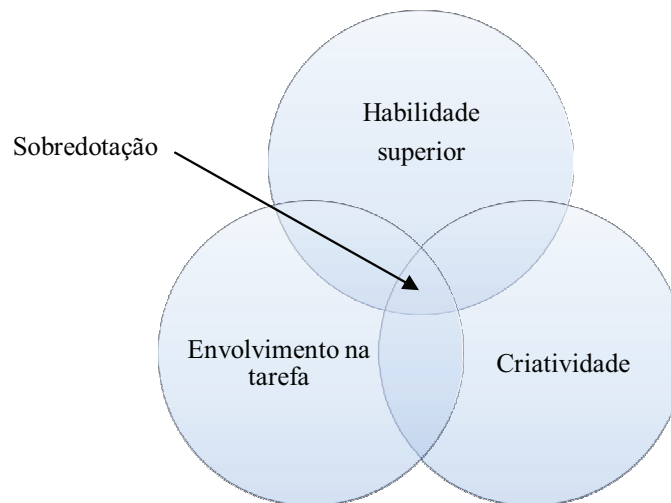 Habilidade
superior
Sobredotação
Envolvimento na
tarefa
Criatividade